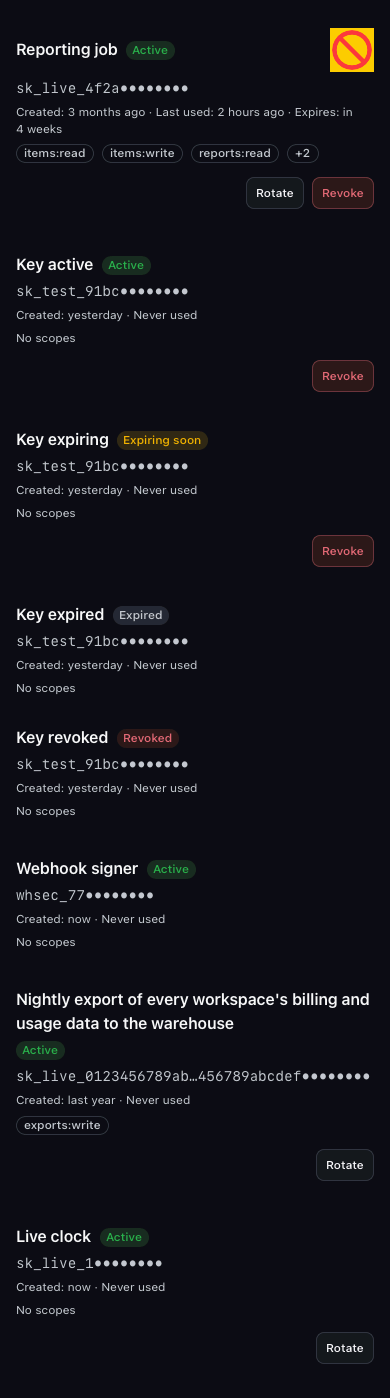 Reporting job Active
sk_live_4f2a••••••••
Created: 3 months ago · Last used: 2 hours ago · Expires: in
4 weeks
items:read items:write reports:read +2
Rotate Revoke
Key active Active
sk_test_91bc••••••••
Created: yesterday · Never used
No scopes
Revoke
Key expiring Expiring soon
sk_test_91bc••••••••
Created: yesterday · Never used
No scopes
Revoke
Key expired Expired
sk_test_91bc••••••••
Created: yesterday · Never used
No scopes
Key revoked Revoked
sk_test_91bc••••••••
Created: yesterday · Never used
No scopes
Webhook signer Active
whsec_77••••••••
Created: now · Never used
No scopes
Nightly export of every workspace's billing and
usage data to the warehouse
Active
sk_live_0123456789ab…456789abcdef••••••••
Created: last year · Never used
exports:write
Rotate
Live clock Active
sk_live_1••••••••
Created: now · Never used
No scopes
Rotate